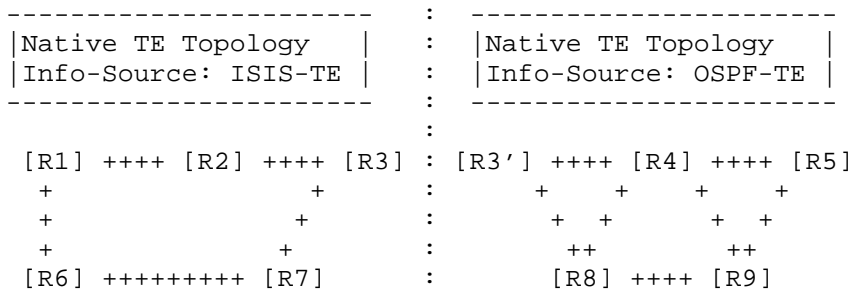 ----------------------- : -----------------------
|Native TE Topology   | : |Native TE Topology   |
|Info-Source: ISIS-TE | : |Info-Source: OSPF-TE |
----------------------- : -----------------------
:
[R1] ++++ [R2] ++++ [R3] : [R3'] ++++ [R4] ++++ [R5]
+ + : + + + +
+ + : + + + +
+ + : ++ ++
[R6] +++++++++ [R7] : [R8] ++++ [R9]